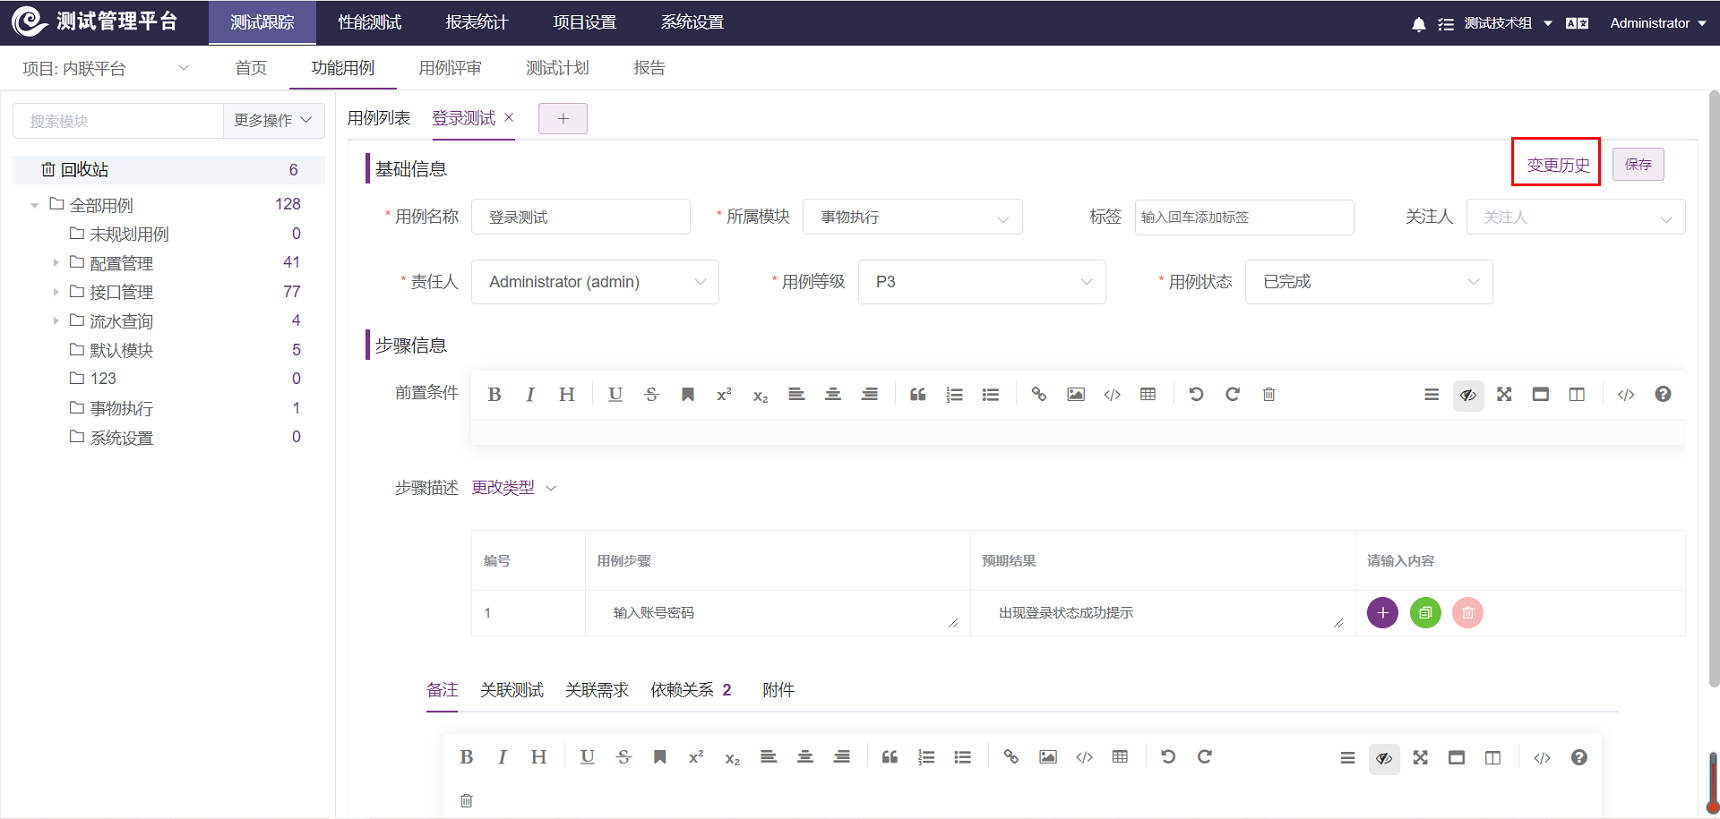 测试管理平台 测试跟踪 性能测试 报表统计 项目设置 系统设置 测试技术组 Administrator
项目: 内联平台 首页 功能用例 用例评审 测试计划 报告
搜索模块 更多操作
回收站 6
全部用例 128
未规划用例 0
配置管理 41
接口管理 77
流水查询 4
默认模块 5
123 0
事物执行 1
系统设置 0
用例列表 登录测试 × +
基础信息 变更历史 保存
* 用例名称 登录测试 * 所属模块 事物执行 标签 输入回车添加标签 关注人 关注人
* 责任人 Administrator (admin) * 用例等级 P3 * 用例状态 已完成
步骤信息
前置条件 B I H U S x² x₂
步骤描述 更改类型
编号 用例步骤 预期结果 请输入内容
1 输入账号密码 出现登录状态成功提示
备注 关联测试 关联需求 依赖关系 2 附件
B I H U S x² x₂